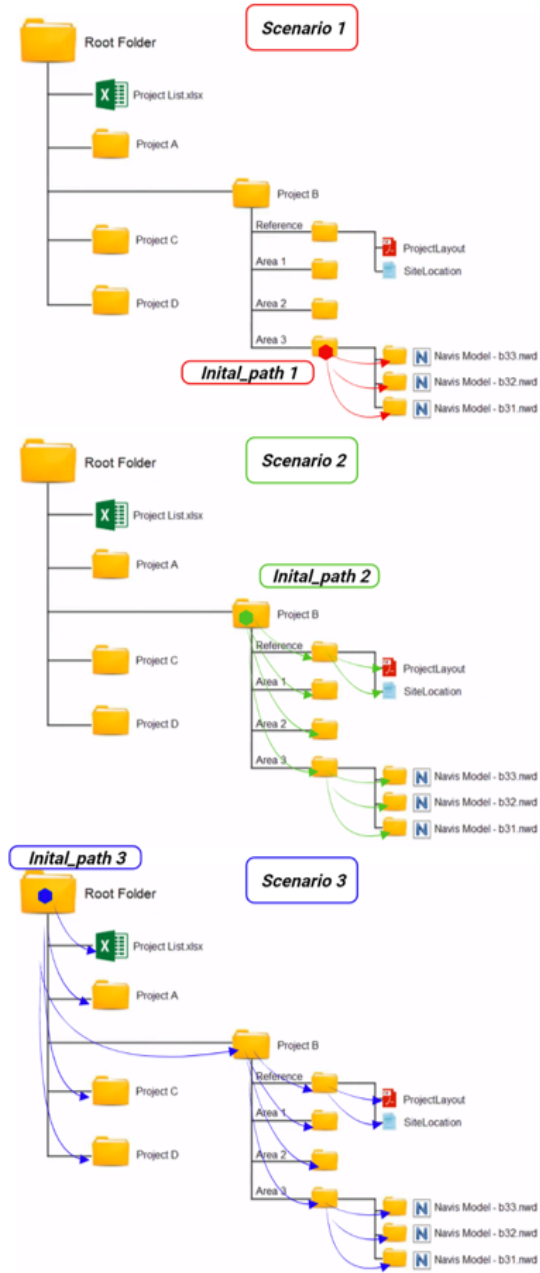 Scenario 1
Root Folder
Project List.xlsx
Project A
Project B
Reference
ProjectLayout
Project C
Area 1
SiteLocation
Area 2
Project D
Area 3
Inital_path 1
Navis Model - b33.nwd
Navis Model - b32.nwd
Navis Model - b31.nwd
Scenario 2
Root Folder
Project List.xlsx
Project A
Inital_path 2
Project B
Reference
ProjectLayout
Project C
Area 1
SiteLocation
Area 2
Project D
Area 3
Navis Model - b33.nwd
Navis Model - b32.nwd
Navis Model - b31.nwd
Inital_path 3
Scenario 3
Root Folder
Project List.xlsx
Project A
Project B
Reference
ProjectLayout
Project C
Area 1
SiteLocation
Area 2
Project D
Area 3
Navis Model - b33.nwd
Navis Model - b32.nwd
Navis Model - b31.nwd